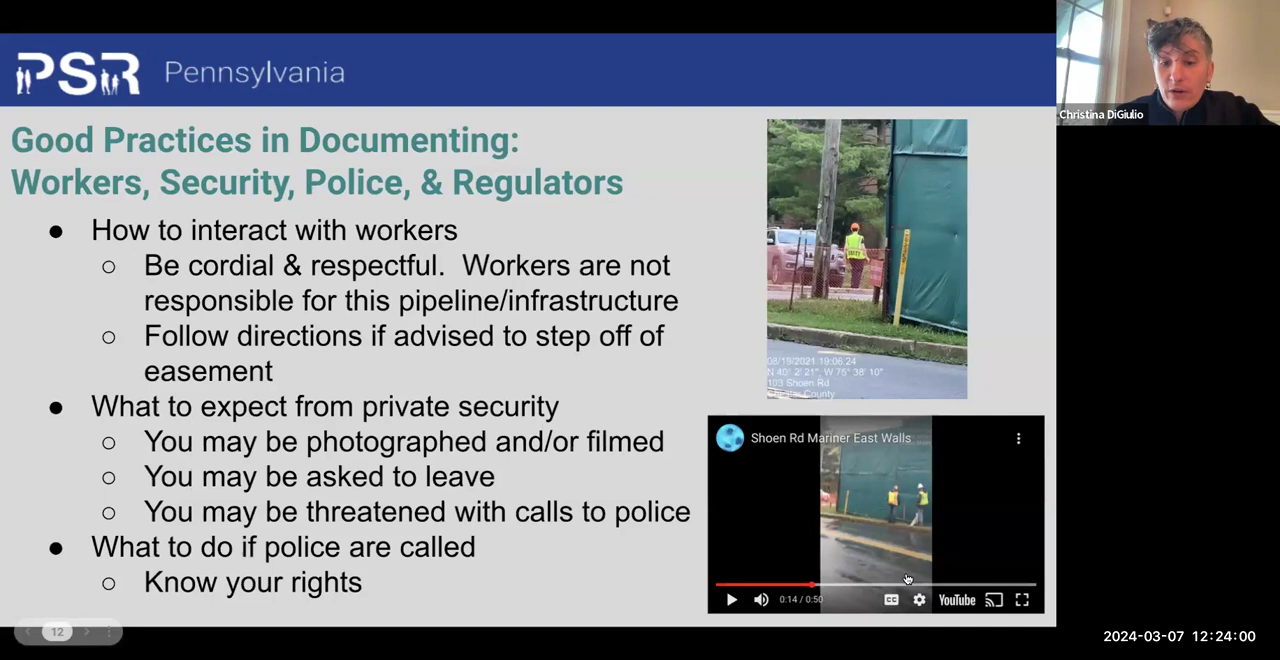 PSR Pennsylvania
Good Practices in Documenting:
Workers, Security, Police, & Regulators
● How to interact with workers
○ Be cordial & respectful. Workers are not
responsible for this pipeline/infrastructure
○ Follow directions if advised to step off of
easement
● What to expect from private security
○ You may be photographed and/or filmed
○ You may be asked to leave
○ You may be threatened with calls to police
● What to do if police are called
○ Know your rights
08/19/2021 19:06:24
N 40° 2' 21", W 75° 38' 10"
103 Shoen Rd
County
Shoen Rd Mariner East Walls
0:14 / 0:50
CC
YouTube
12
Christina DiGiulio
2024-03-07 12:24:00